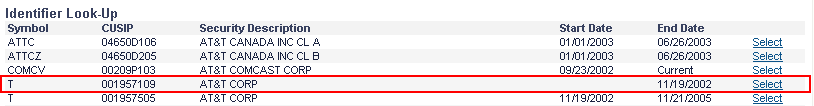 Identifier Look-Up
Symbol CUSIP Security Description Start Date End Date
ATTC 04650D106 AT&T CANADA INC CL A 01/01/2003 06/26/2003 Select
ATTCZ 04650D205 AT&T CANADA INC CL B 01/01/2003 06/26/2003 Select
COMCV 00209P103 AT&T COMCAST CORP 09/23/2002 Current Select
T 001957109 AT&T CORP 11/19/2002 Select
T 001957505 AT&T CORP 11/19/2002 11/21/2005 Select